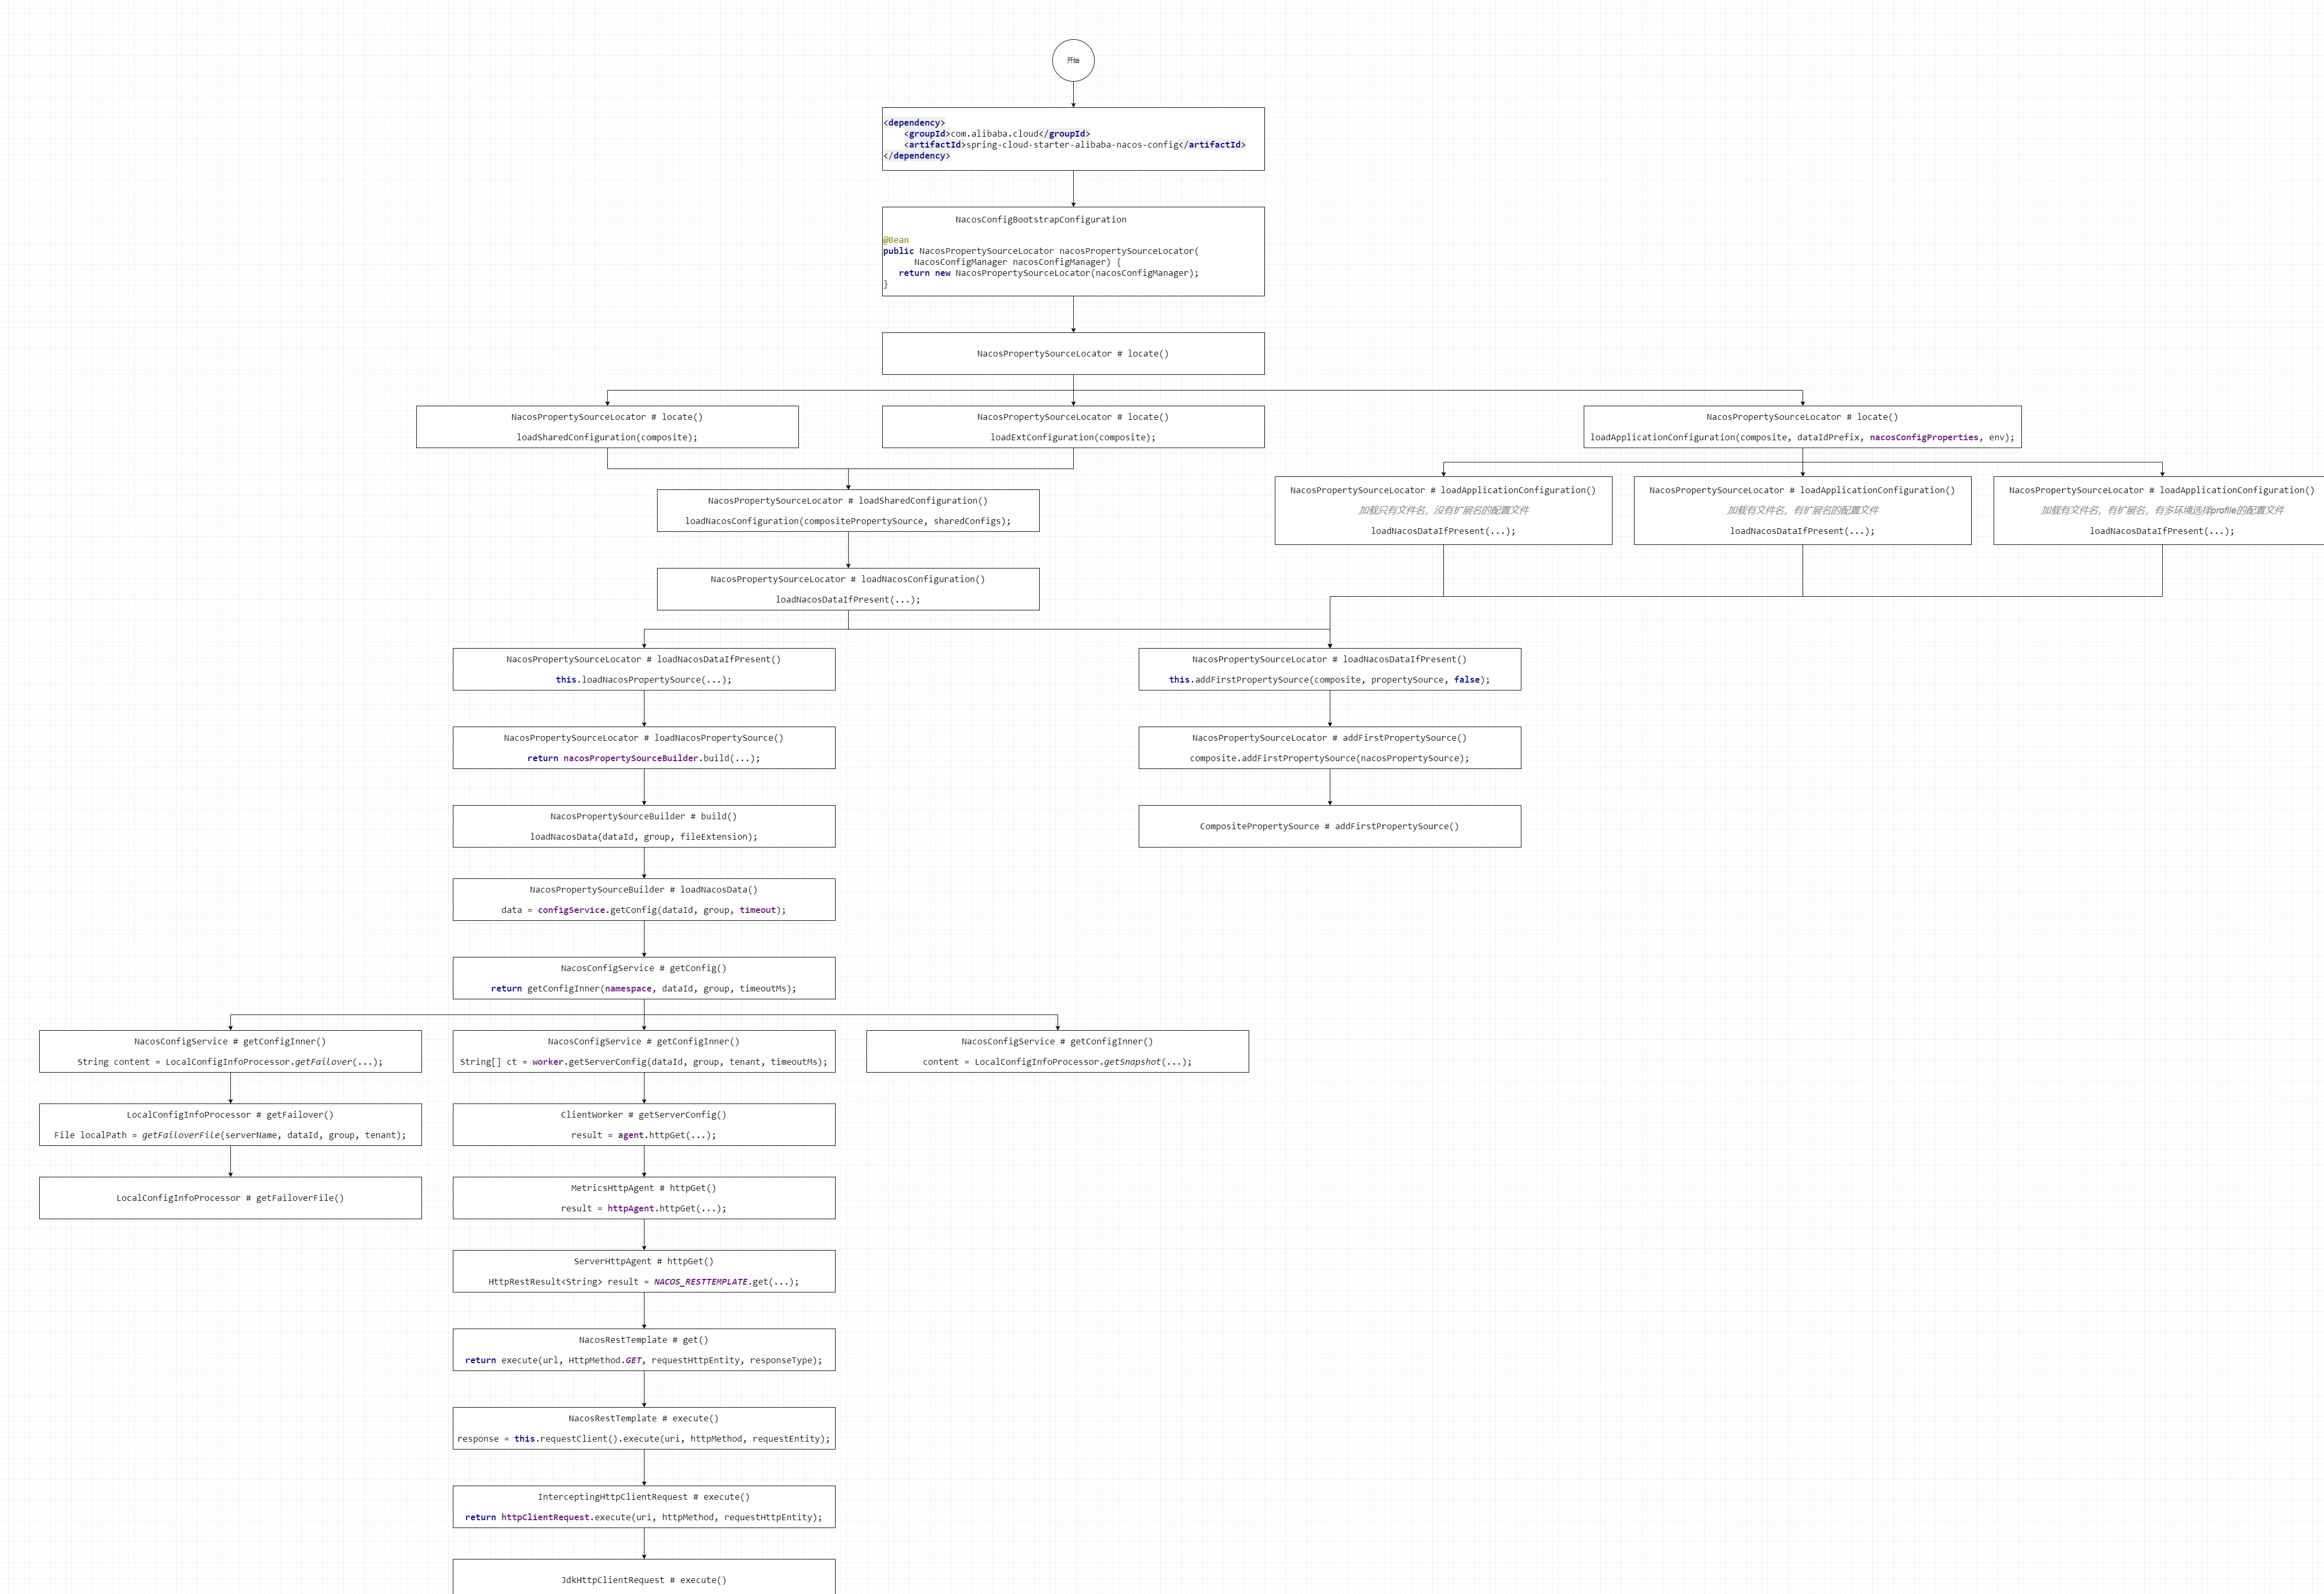 开始
<dependency>
    <groupId>com.alibaba.cloud</groupId>
    <artifactId>spring-cloud-starter-alibaba-nacos-config</artifactId>
</dependency>
NacosConfigBootstrapConfiguration
@Bean
public NacosPropertySourceLocator nacosPropertySourceLocator(
      NacosConfigManager nacosConfigManager) {
   return new NacosPropertySourceLocator(nacosConfigManager);
}
NacosPropertySourceLocator # locate()
NacosPropertySourceLocator # locate()
loadSharedConfiguration(composite);
NacosPropertySourceLocator # locate()
loadExtConfiguration(composite);
NacosPropertySourceLocator # locate()
loadApplicationConfiguration(composite, dataIdPrefix, nacosConfigProperties, env);
NacosPropertySourceLocator # loadSharedConfiguration()
loadNacosConfiguration(compositePropertySource, sharedConfigs);
NacosPropertySourceLocator # loadApplicationConfiguration()
加载只有文件名，没有扩展名的配置文件
loadNacosDataIfPresent(...);
NacosPropertySourceLocator # loadApplicationConfiguration()
加载有文件名，有扩展名的配置文件
loadNacosDataIfPresent(...);
NacosPropertySourceLocator # loadApplicationConfiguration()
加载有文件名，有扩展名，有多环境选择profile的配置文件
loadNacosDataIfPresent(...);
NacosPropertySourceLocator # loadNacosConfiguration()
loadNacosDataIfPresent(...);
NacosPropertySourceLocator # loadNacosDataIfPresent()
this.loadNacosPropertySource(...);
NacosPropertySourceLocator # loadNacosDataIfPresent()
this.addFirstPropertySource(composite, propertySource, false);
NacosPropertySourceLocator # loadNacosPropertySource()
return nacosPropertySourceBuilder.build(...);
NacosPropertySourceLocator # addFirstPropertySource()
composite.addFirstPropertySource(nacosPropertySource);
NacosPropertySourceBuilder # build()
loadNacosData(dataId, group, fileExtension);
CompositePropertySource # addFirstPropertySource()
NacosPropertySourceBuilder # loadNacosData()
data = configService.getConfig(dataId, group, timeout);
NacosConfigService # getConfig()
return getConfigInner(namespace, dataId, group, timeoutMs);
NacosConfigService # getConfigInner()
String content = LocalConfigInfoProcessor.getFailover(...);
NacosConfigService # getConfigInner()
String[] ct = worker.getServerConfig(dataId, group, tenant, timeoutMs);
NacosConfigService # getConfigInner()
content = LocalConfigInfoProcessor.getSnapshot(...);
LocalConfigInfoProcessor # getFailover()
File localPath = getFailoverFile(serverName, dataId, group, tenant);
ClientWorker # getServerConfig()
result = agent.httpGet(...);
LocalConfigInfoProcessor # getFailoverFile()
MetricsHttpAgent # httpGet()
result = httpAgent.httpGet(...);
ServerHttpAgent # httpGet()
HttpRestResult<String> result = NACOS_RESTTEMPLATE.get(...);
NacosRestTemplate # get()
return execute(url, HttpMethod.GET, requestHttpEntity, responseType);
NacosRestTemplate # execute()
response = this.requestClient().execute(uri, httpMethod, requestEntity);
InterceptingHttpClientRequest # execute()
return httpClientRequest.execute(uri, httpMethod, requestHttpEntity);
JdkHttpClientRequest # execute()